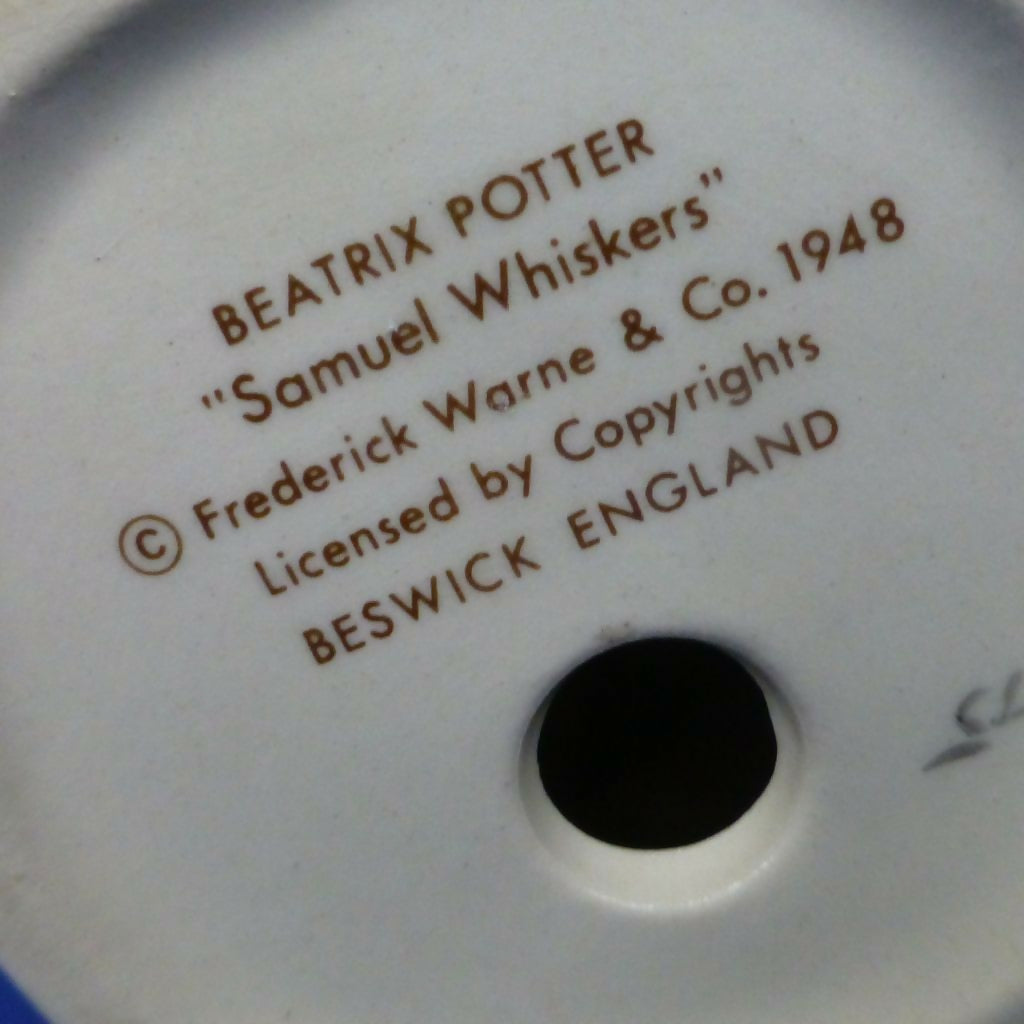 BEATRIX POTTER
"Samuel Whiskers"
© Frederick Warne & Co. 1948
Licensed by Copyrights
BESWICK ENGLAND